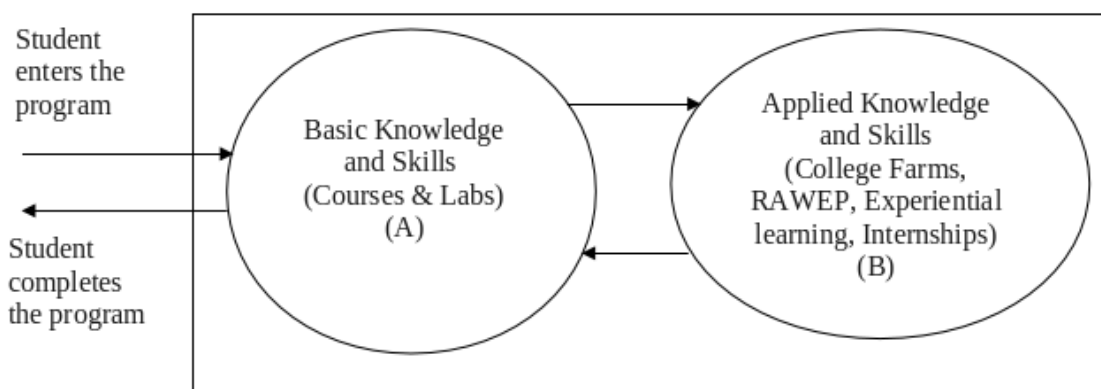 Student
enters the
program
Student
completes
the program
Basic Knowledge
and Skills
(Courses & Labs)
(A)
Applied Knowledge
and Skills
(College Farms,
RAWEP, Experiential
learning, Internships)
(B)